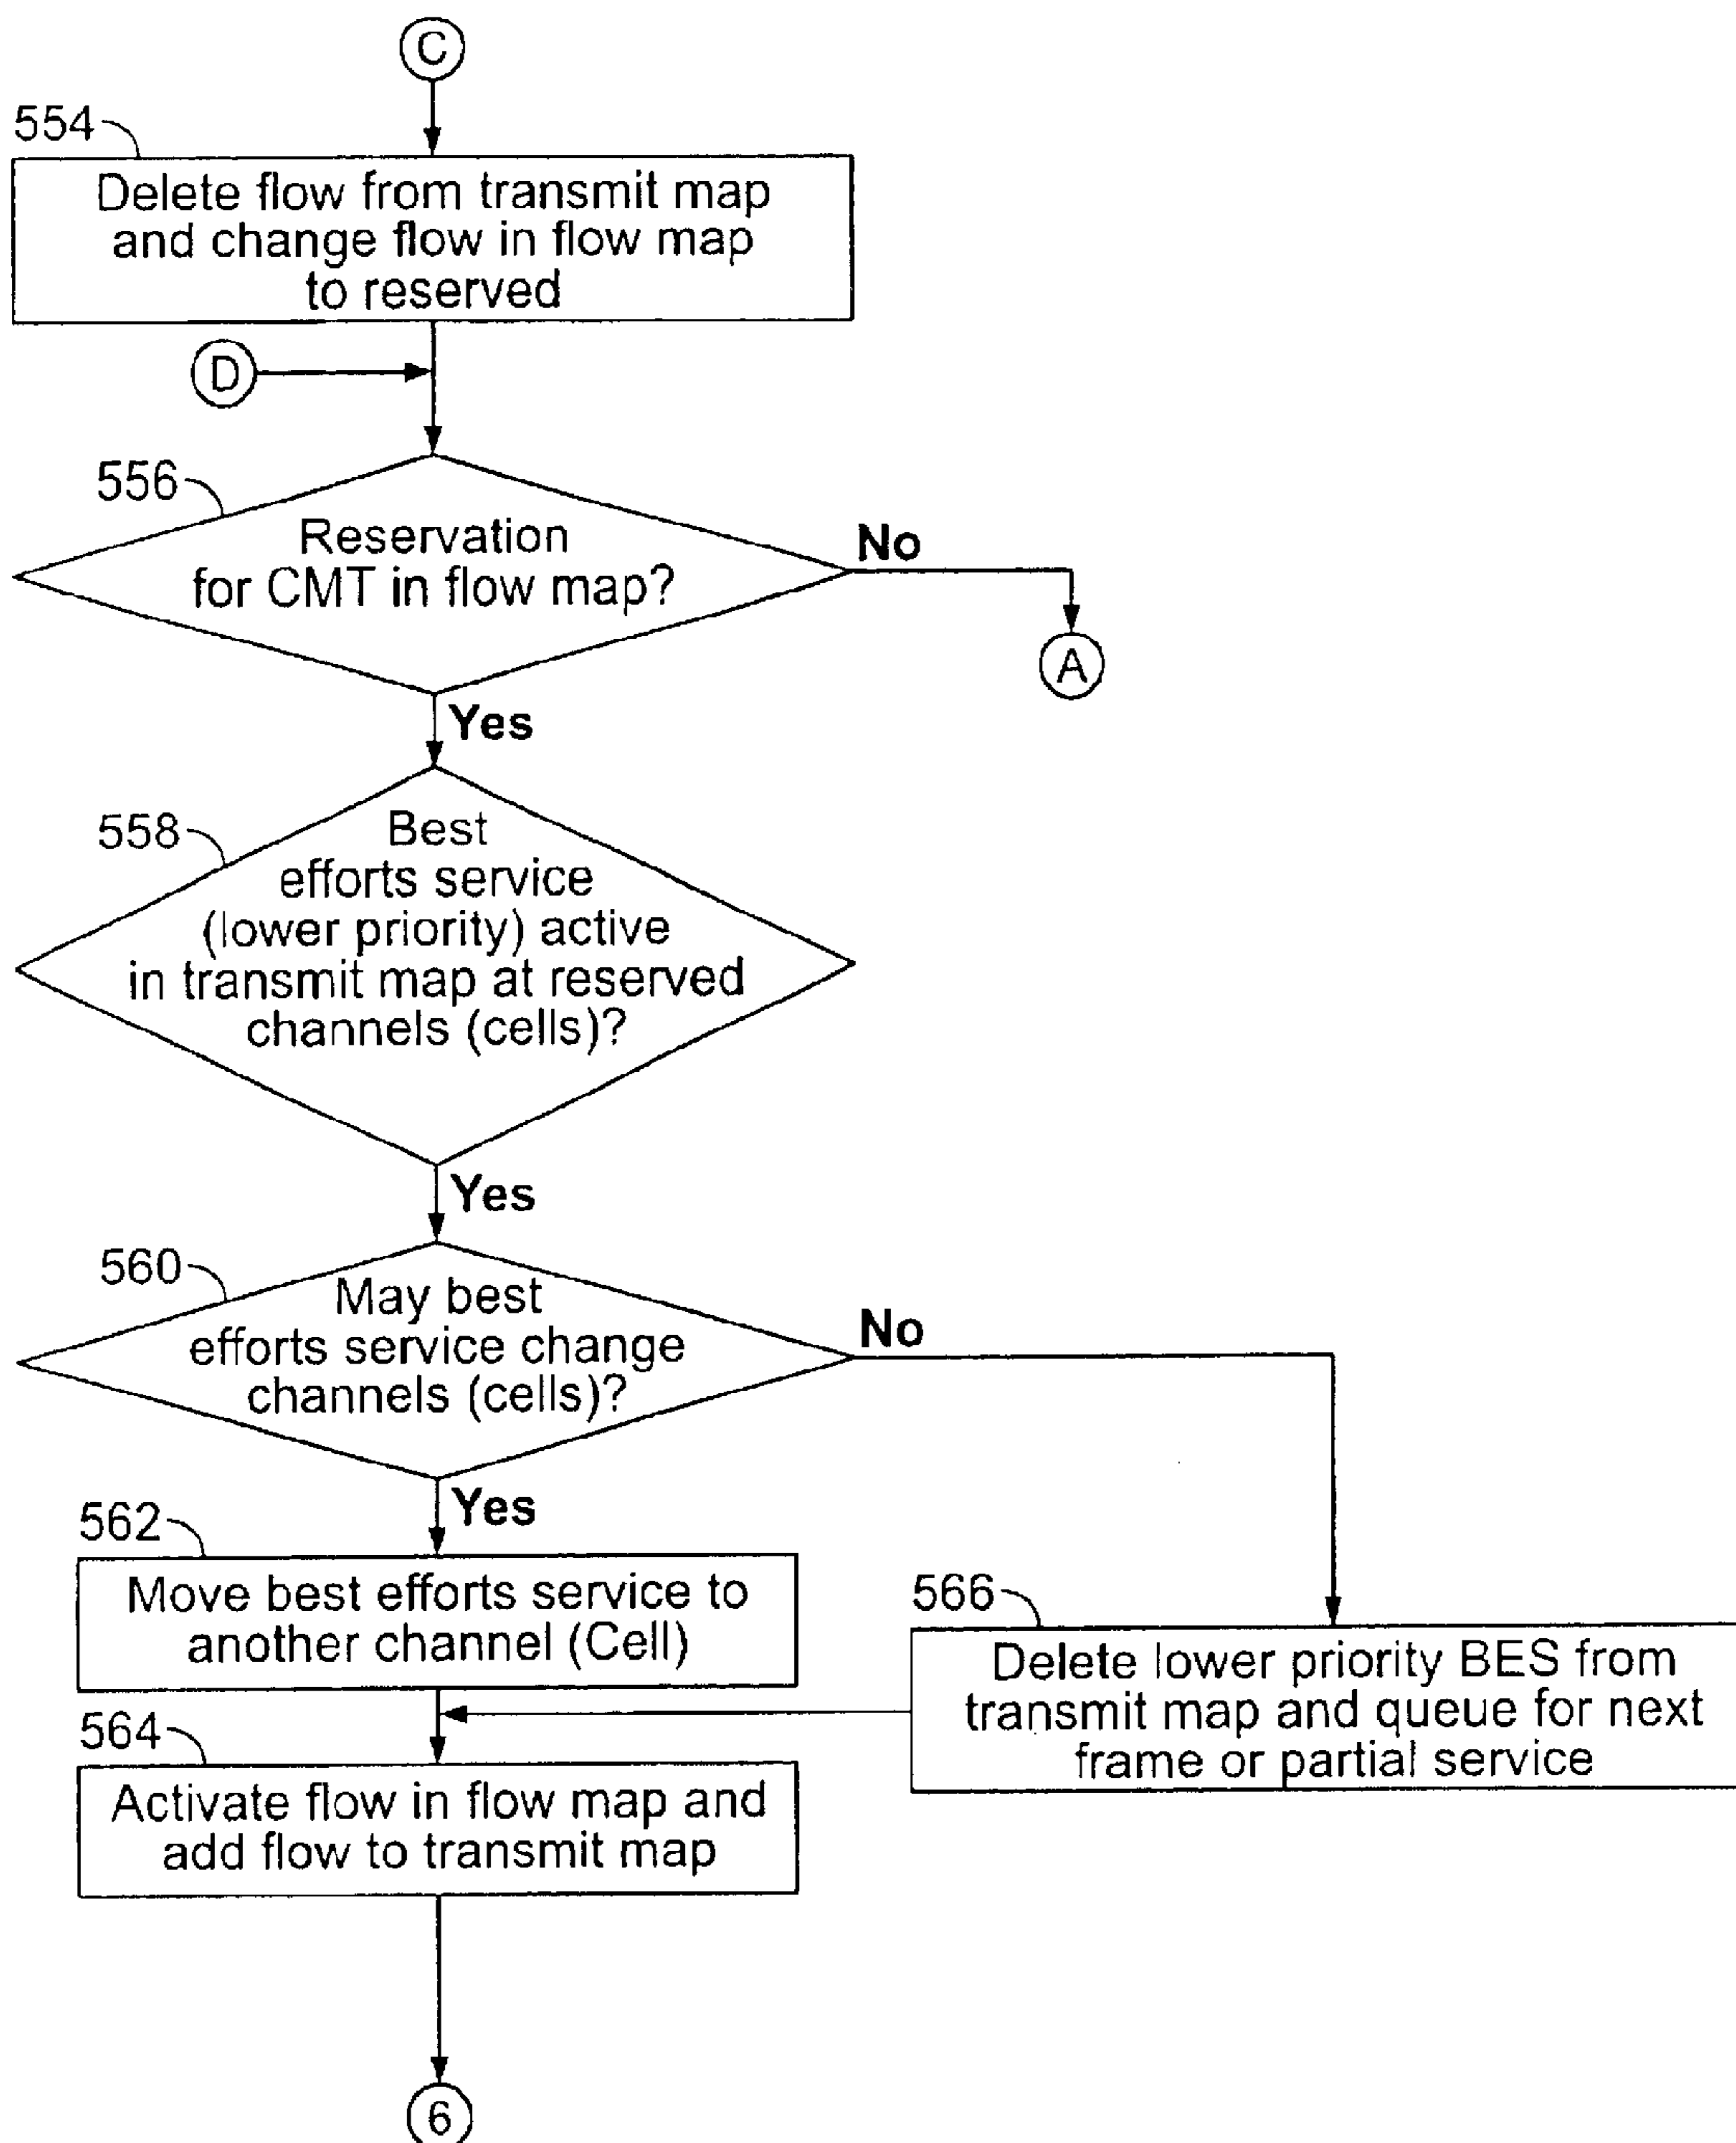 C
554
Delete flow from transmit map
and change flow in flow map
to reserved
D
556
Reservation
for CMT in flow map?
No
A
Yes
558
Best
efforts service
(lower priority) active
in transmit map at reserved
channels (cells)?
Yes
560
May best
efforts service change
channels (cells)?
No
Yes
562
Move best efforts service to
another channel (Cell)
566
Delete lower priority BES from
transmit map and queue for next
frame or partial service
564
Activate flow in flow map and
add flow to transmit map
6